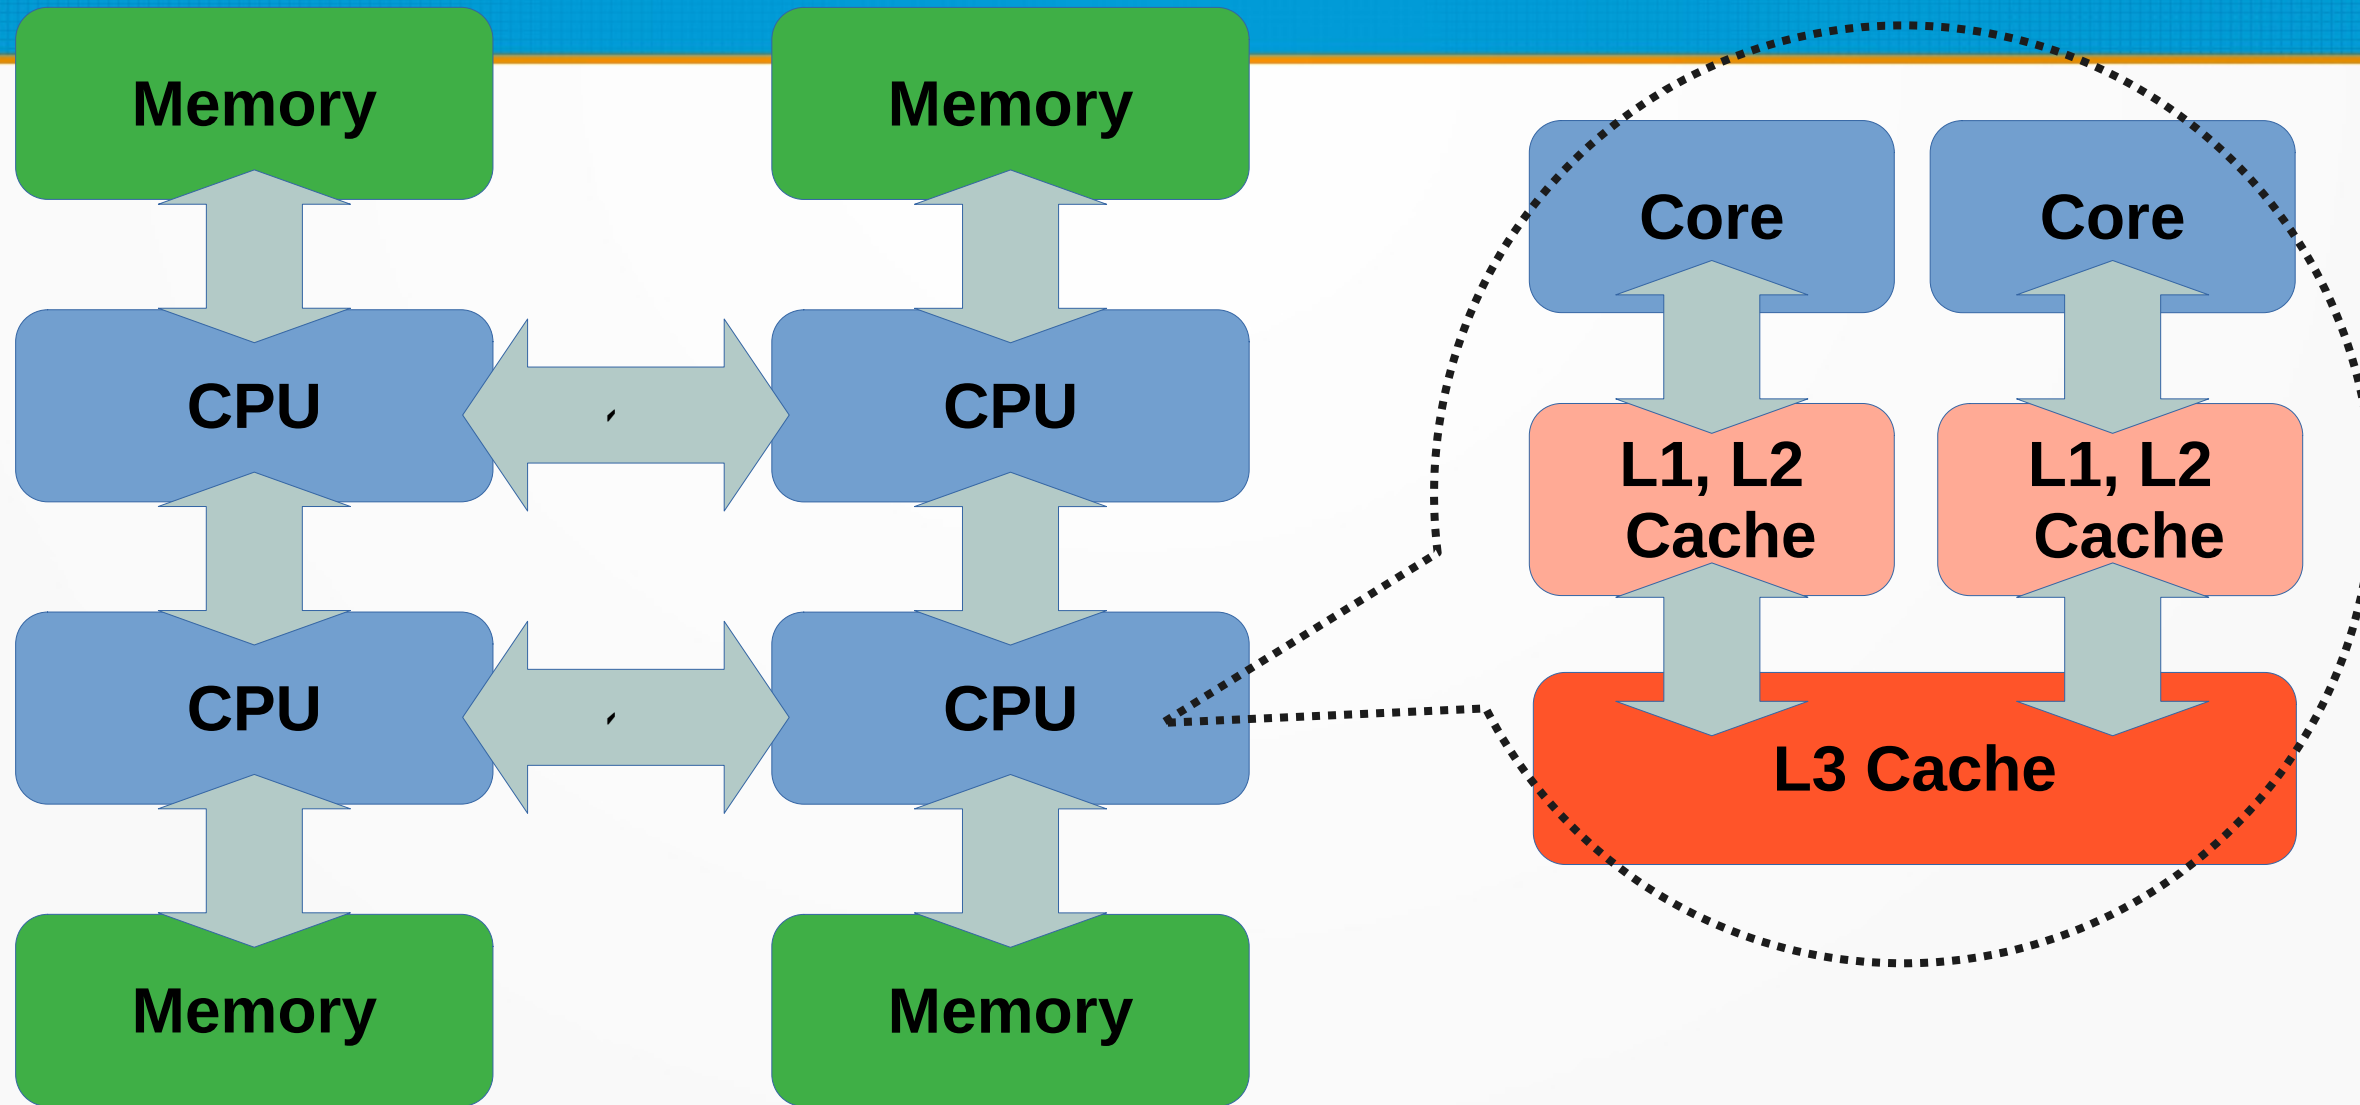 Memory
Memory
Core
Core
CPU
,
CPU
L1, L2
Cache
L1, L2
Cache
CPU
,
CPU
L3 Cache
Memory
Memory